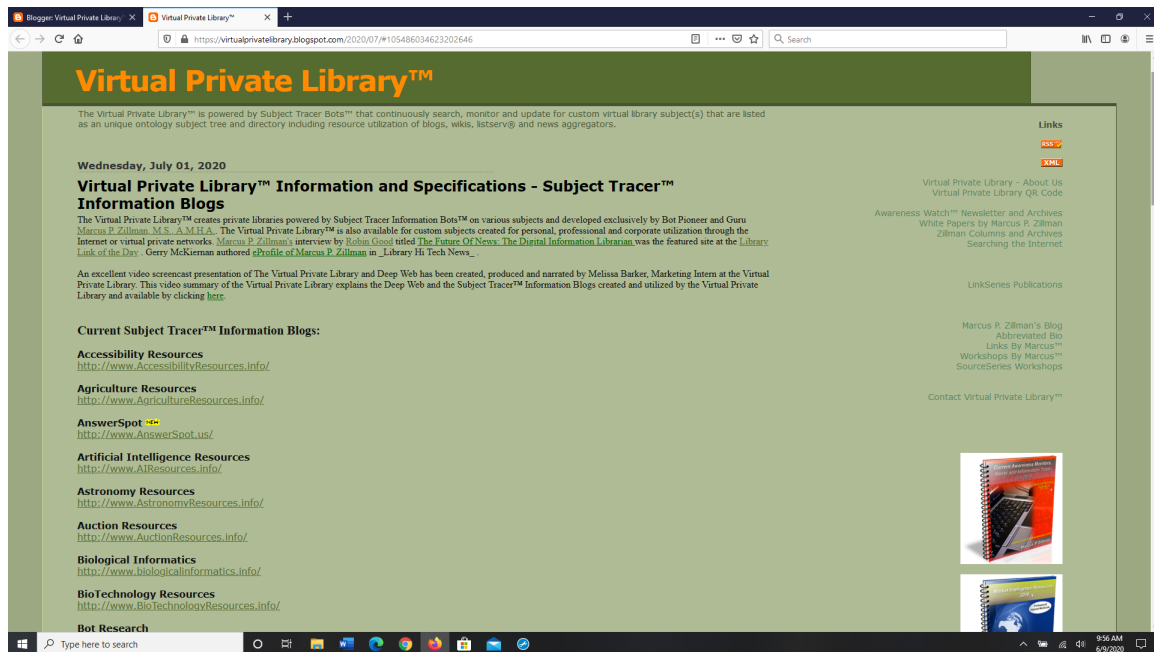 Blogger: Virtual Private Library
Virtual Private Library™
https://virtualprivatelibrary.blogspot.com/2020/07/#105486034623202646
Search
Virtual Private Library™
The Virtual Private Library™ is powered by Subject Tracer Bots™ that continuously search, monitor and update for custom virtual library subject(s) that are listed
as an unique ontology subject tree and directory including resource utilization of blogs, wikis, listserv® and news aggregators.
Wednesday, July 01, 2020
Virtual Private Library™ Information and Specifications - Subject Tracer™
Information Blogs
The Virtual Private Library™ creates private libraries powered by Subject Tracer Information Bots™ on various subjects and developed exclusively by Bot Pioneer and Guru
Marcus P. Zillman, M.S., A.M.H.A.. The Virtual Private Library™ is also available for custom subjects created for personal, professional and corporate utilization through the
Internet or virtual private networks. Marcus P. Zillman's interview by Robin Good titled The Future Of News: The Digital Information Librarian was the featured site at the Library
Link of the Day . Gerry McKiernan authored eProfile of Marcus P. Zillman in _Library Hi Tech News_ .
An excellent video screencast presentation of The Virtual Private Library and Deep Web has been created, produced and narrated by Melissa Barker, Marketing Intern at the Virtual
Private Library. This video summary of the Virtual Private Library explains the Deep Web and the Subject Tracer™ Information Blogs created and utilized by the Virtual Private
Library and available by clicking here.
Current Subject Tracer™ Information Blogs:
Accessibility Resources
http://www.AccessibilityResources.info/
Agriculture Resources
http://www.AgricultureResources.info/
AnswerSpot NEW
http://www.AnswerSpot.us/
Artificial Intelligence Resources
http://www.AIResources.info/
Astronomy Resources
http://www.AstronomyResources.info/
Auction Resources
http://www.AuctionResources.info/
Biological Informatics
http://www.biologicalinformatics.info/
BioTechnology Resources
http://www.BioTechnologyResources.info/
Bot Research
Links
RSS
XML
Virtual Private Library - About Us
Virtual Private Library QR Code
Awareness Watch™ Newsletter and Archives
White Papers by Marcus P. Zillman
Zillman Columns and Archives
Searching the Internet
LinkSeries Publications
Marcus P. Zillman's Blog
Abbreviated Bio
Links By Marcus™
Workshops By Marcus™
SourceSeries Workshops
Contact Virtual Private Library™
Current Awareness Monitors,
Type here to search
9:56 AM
6/9/2020